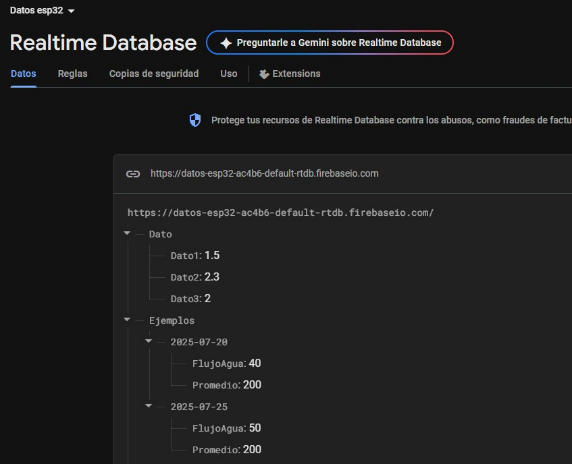 Datos esp32
Realtime Database
Preguntarle a Gemini sobre Realtime Database
Datos Reglas Copias de seguridad Uso Extensions
Protege tus recursos de Realtime Database contra los abusos, como fraudes de factu
https://datos-esp32-ac4b6-default-rtdb.firebaseio.com
https://datos-esp32-ac4b6-default-rtdb.firebaseio.com/
Dato
Dato1: 1.5
Dato2: 2.3
Dato3: 2
Ejemplos
2025-07-20
FlujoAgua: 40
Promedio: 200
2025-07-25
FlujoAgua: 50
Promedio: 200